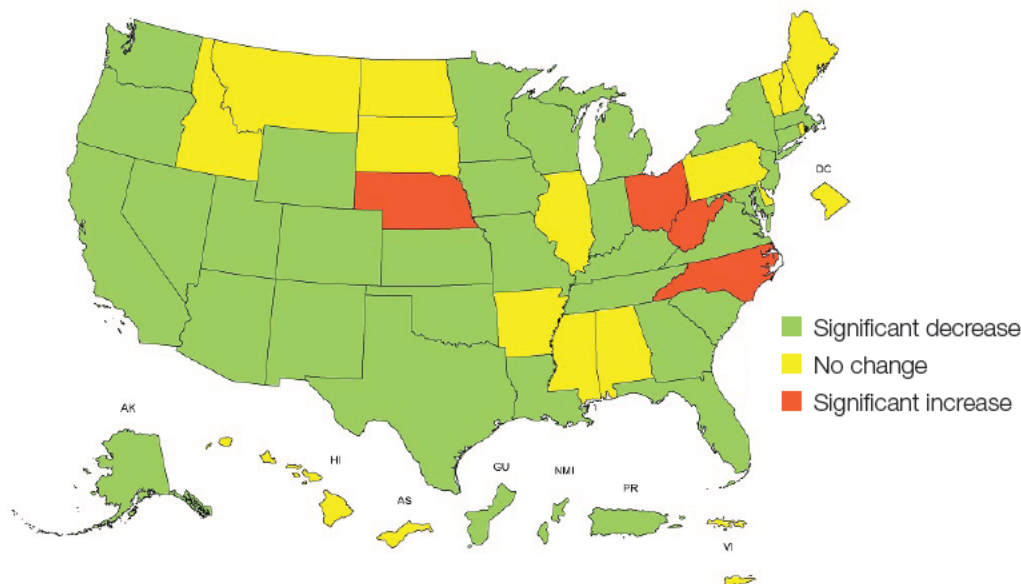 DC
Significant decrease
No change
Significant increase
AK
HI
AS
GU
NMI
PR
VI